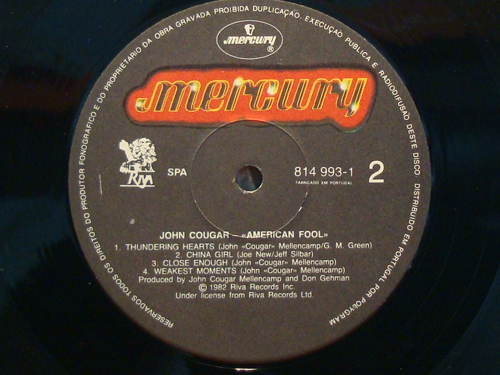 RESERVADOS TODOS OS DIREITOS DO PRODUTOR FONOGRÁFICO E DO PROPRIETÁRIO DA OBRA GRAVADA PROIBIDA DUPLICAÇÃO, EXECUÇÃO PUBLICA E RADIODIFUSÃO DESTE DISCO
DISTRIBUIDO EM PORTUGAL POR POLYGRAM
mercury
®
mercury
RIVA
SPA
814 993-1
FABRICADO EM PORTUGAL
2
JOHN COUGAR – «AMERICAN FOOL»
1. THUNDERING HEARTS (John «Cougar» Mellencamp/G. M. Green)
2. CHINA GIRL (Joe New/Jeff Silbar)
3. CLOSE ENOUGH (John «Cougar» Mellencamp)
4. WEAKEST MOMENTS (John «Cougar» Mellencamp)
Produced by John Cougar Mellencamp and Don Gehman
© 1982 Riva Records Inc.
Under license from Riva Records Inc.